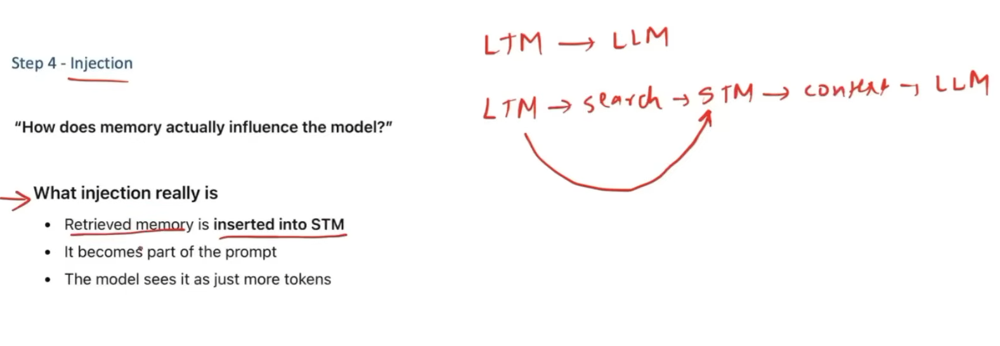 LTM → LLM
Step 4 - Injection
LTM → search → STM → context → LLM
“How does memory actually influence the model?”
What injection really is
• Retrieved memory is inserted into STM
• It becomes part of the prompt
• The model sees it as just more tokens